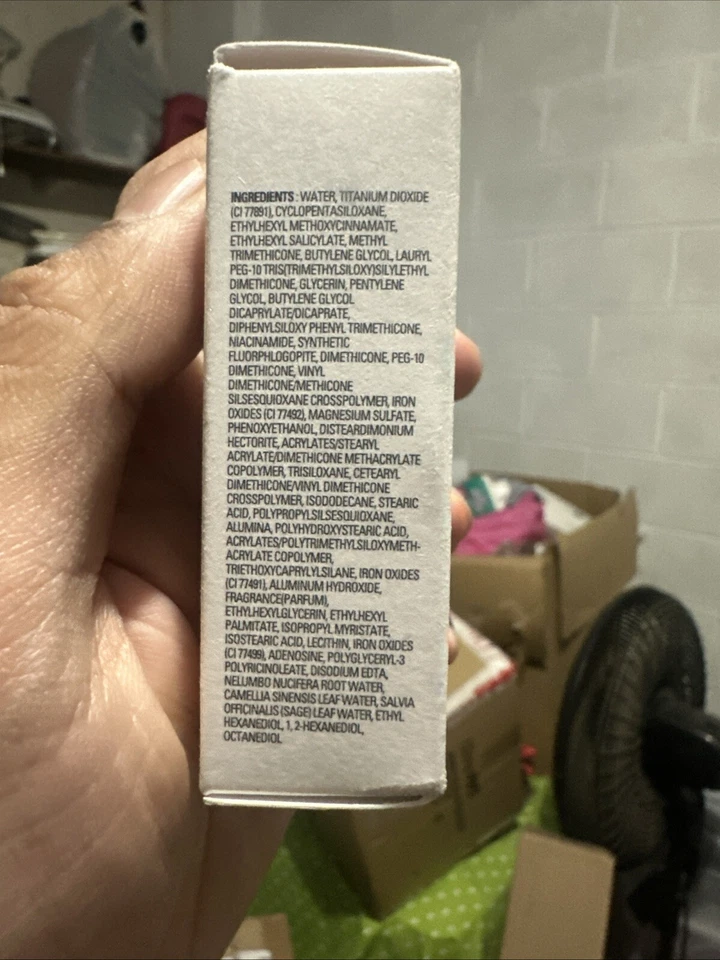 INGREDIENTS : WATER, TITANIUM DIOXIDE
(CI 77891), CYCLOPENTASILOXANE,
ETHYLHEXYL METHOXYCINNAMATE,
ETHYLHEXYL SALICYLATE, METHYL
TRIMETHICONE, BUTYLENE GLYCOL, LAURYL
PEG-10 TRIS(TRIMETHYLSILOXY)SILYLETHYL
DIMETHICONE, GLYCERIN, PENTYLENE
GLYCOL, BUTYLENE GLYCOL
DICAPRYLATE/DICAPRATE,
DIPHENYLSILOXY PHENYL TRIMETHICONE,
NIACINAMIDE, SYNTHETIC
FLUORPHLOGOPITE, DIMETHICONE, PEG-10
DIMETHICONE, VINYL
DIMETHICONE/METHICONE
SILSESQUIOXANE CROSSPOLYMER, IRON
OXIDES (CI 77492), MAGNESIUM SULFATE,
PHENOXYETHANOL, DISTEARDIMONIUM
HECTORITE, ACRYLATES/STEARYL
ACRYLATE/DIMETHICONE METHACRYLATE
COPOLYMER, TRISILOXANE, CETEARYL
DIMETHICONE/VINYL DIMETHICONE
CROSSPOLYMER, ISODODECANE, STEARIC
ACID, POLYPROPYLSILSESQUIOXANE,
ALUMINA, POLYHYDROXYSTEARIC ACID,
ACRYLATES/POLYTRIMETHYLSILOXYMETH-
ACRYLATE COPOLYMER,
TRIETHOXYCAPRYLYLSILANE, IRON OXIDES
(CI 77491), ALUMINUM HYDROXIDE,
FRAGRANCE(PARFUM),
ETHYLHEXYLGLYCERIN, ETHYLHEXYL
PALMITATE, ISOPROPYL MYRISTATE,
ISOSTEARIC ACID, LECITHIN, IRON OXIDES
(CI 77499), ADENOSINE, POLYGLYCERYL-3
POLYRICINOLEATE, DISODIUM EDTA,
NELUMBO NUCIFERA ROOT WATER,
CAMELLIA SINENSIS LEAF WATER, SALVIA
OFFICINALIS (SAGE) LEAF WATER, ETHYL
HEXANEDIOL, 1, 2-HEXANEDIOL,
OCTANEDIOL